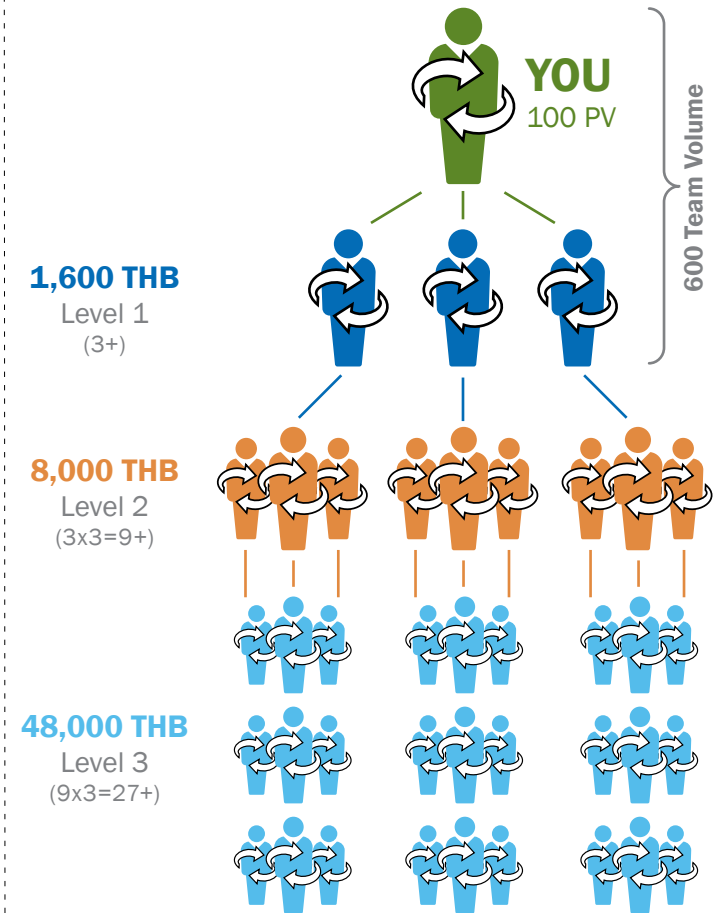 YOU
100 PV
600 Team Volume
1,600 THB
Level 1
(3+)
8,000 THB
Level 2
(3x3=9+)
48,000 THB
Level 3
(9x3=27+)